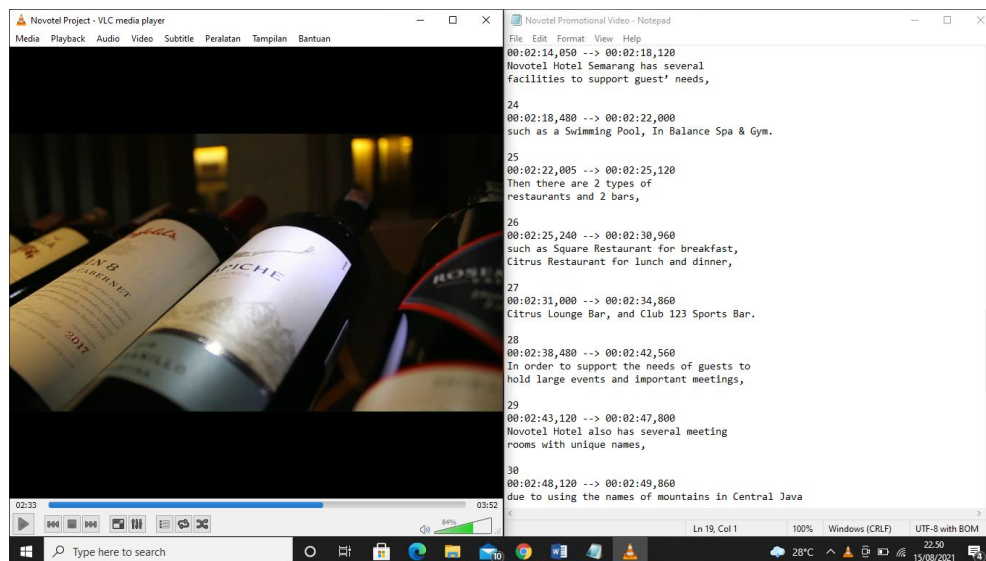 Novotel Project - VLC media player
Media Playback Audio Video Subtitle Peralatan Tampilan Bantuan
2017
02:33
03:52
84%
Novotel Promotional Video - Notepad
File Edit Format View Help
00:02:14,050 --> 00:02:18,120
Novotel Hotel Semarang has several
facilities to support guest’ needs,
24
00:02:18,480 --> 00:02:22,000
such as a Swimming Pool, In Balance Spa & Gym.
25
00:02:22,005 --> 00:02:25,120
Then there are 2 types of
restaurants and 2 bars,
26
00:02:25,240 --> 00:02:30,960
such as Square Restaurant for breakfast,
Citrus Restaurant for lunch and dinner,
27
00:02:31,000 --> 00:02:34,860
Citrus Lounge Bar, and Club 123 Sports Bar.
28
00:02:38,480 --> 00:02:42,560
In order to support the needs of guests to
hold large events and important meetings,
29
00:02:43,120 --> 00:02:47,800
Novotel Hotel also has several meeting
rooms with unique names,
30
00:02:48,120 --> 00:02:49,860
due to using the names of mountains in Central Java
Ln 19, Col 1 100% Windows (CRLF) UTF-8 with BOM
Type here to search
10
28°C
22.50
15/08/2021
4